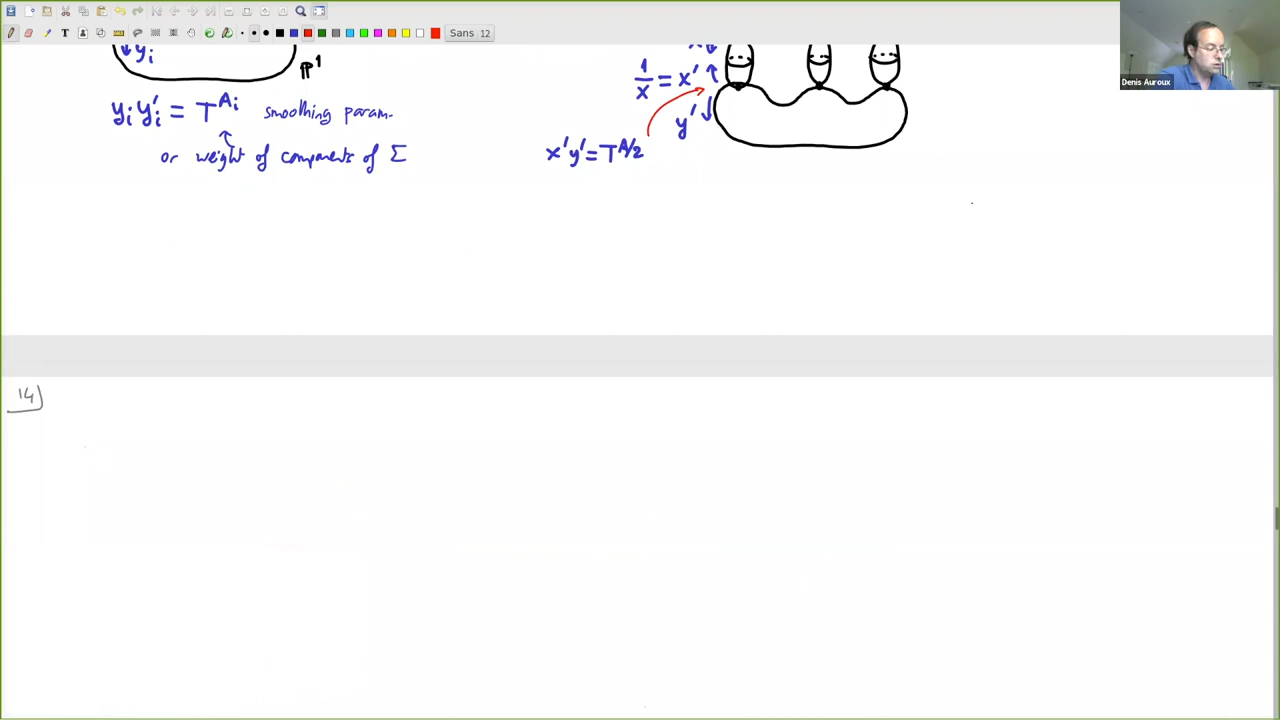 Sans 12
Denis Auroux
y_i
ℙ¹
1/x = x'
y'
y_i y_i' = T^{A_i} smoothing param.
or weight of components of Σ
x'y' = T^{A/2}
14